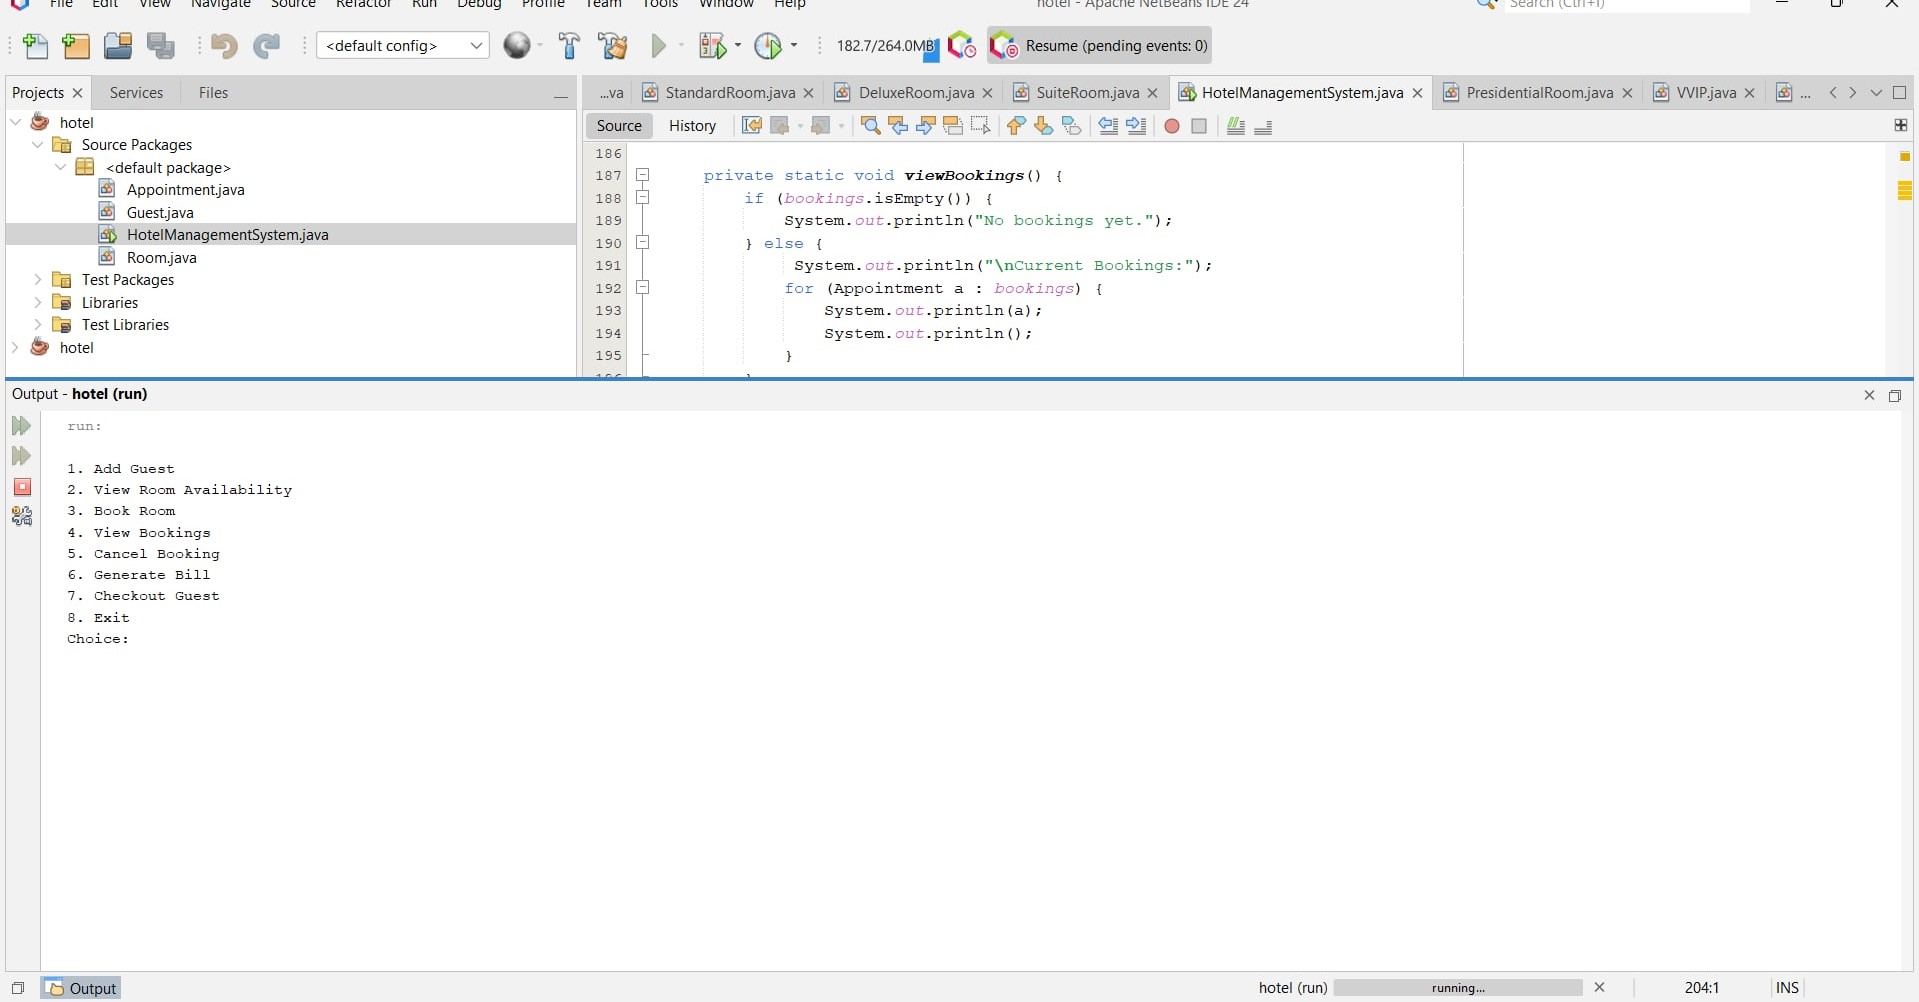 File Edit View Navigate Source Refactor Run Debug Profile Team Tools Window Help hotel - Apache NetBeans IDE 24 Search (Ctrl+I)
<default config> 182.7/264.0MB Resume (pending events: 0)
Projects Services Files
...va StandardRoom.java DeluxeRoom.java SuiteRoom.java HotelManagementSystem.java PresidentialRoom.java VVIP.java ...
Source History
hotel
Source Packages
<default package>
Appointment.java
Guest.java
HotelManagementSystem.java
Room.java
Test Packages
Libraries
Test Libraries
hotel
186
187 private static void viewBookings() {
188 if (bookings.isEmpty()) {
189 System.out.println("No bookings yet.");
190 } else {
191 System.out.println("\nCurrent Bookings:");
192 for (Appointment a : bookings) {
193 System.out.println(a);
194 System.out.println();
195 }
196 }
Output - hotel (run)
run:
1. Add Guest
2. View Room Availability
3. Book Room
4. View Bookings
5. Cancel Booking
6. Generate Bill
7. Checkout Guest
8. Exit
Choice:
Output hotel (run) running... 204:1 INS